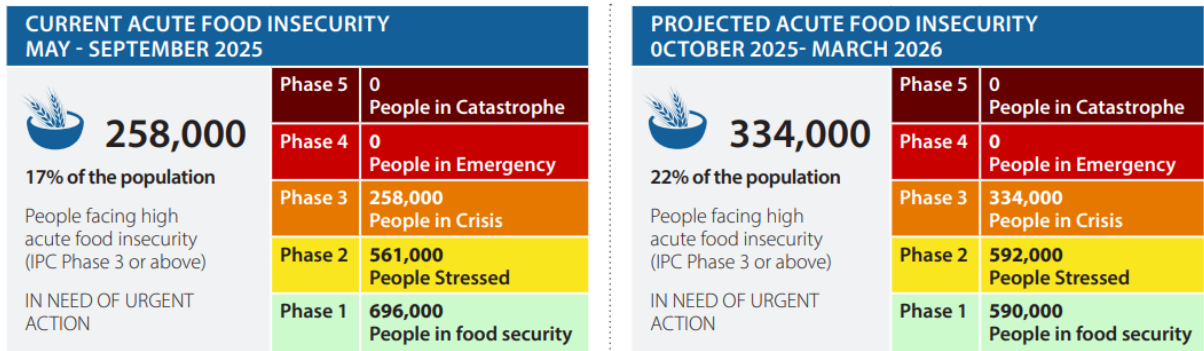 CURRENT ACUTE FOOD INSECURITY
MAY - SEPTEMBER 2025
258,000
17% of the population
People facing high
acute food insecurity
(IPC Phase 3 or above)
IN NEED OF URGENT
ACTION
Phase 5 0
People in Catastrophe
Phase 4 0
People in Emergency
Phase 3 258,000
People in Crisis
Phase 2 561,000
People Stressed
Phase 1 696,000
People in food security
PROJECTED ACUTE FOOD INSECURITY
0CTOBER 2025- MARCH 2026
334,000
22% of the population
People facing high
acute food insecurity
(IPC Phase 3 or above)
IN NEED OF URGENT
ACTION
Phase 5 0
People in Catastrophe
Phase 4 0
People in Emergency
Phase 3 334,000
People in Crisis
Phase 2 592,000
People Stressed
Phase 1 590,000
People in food security